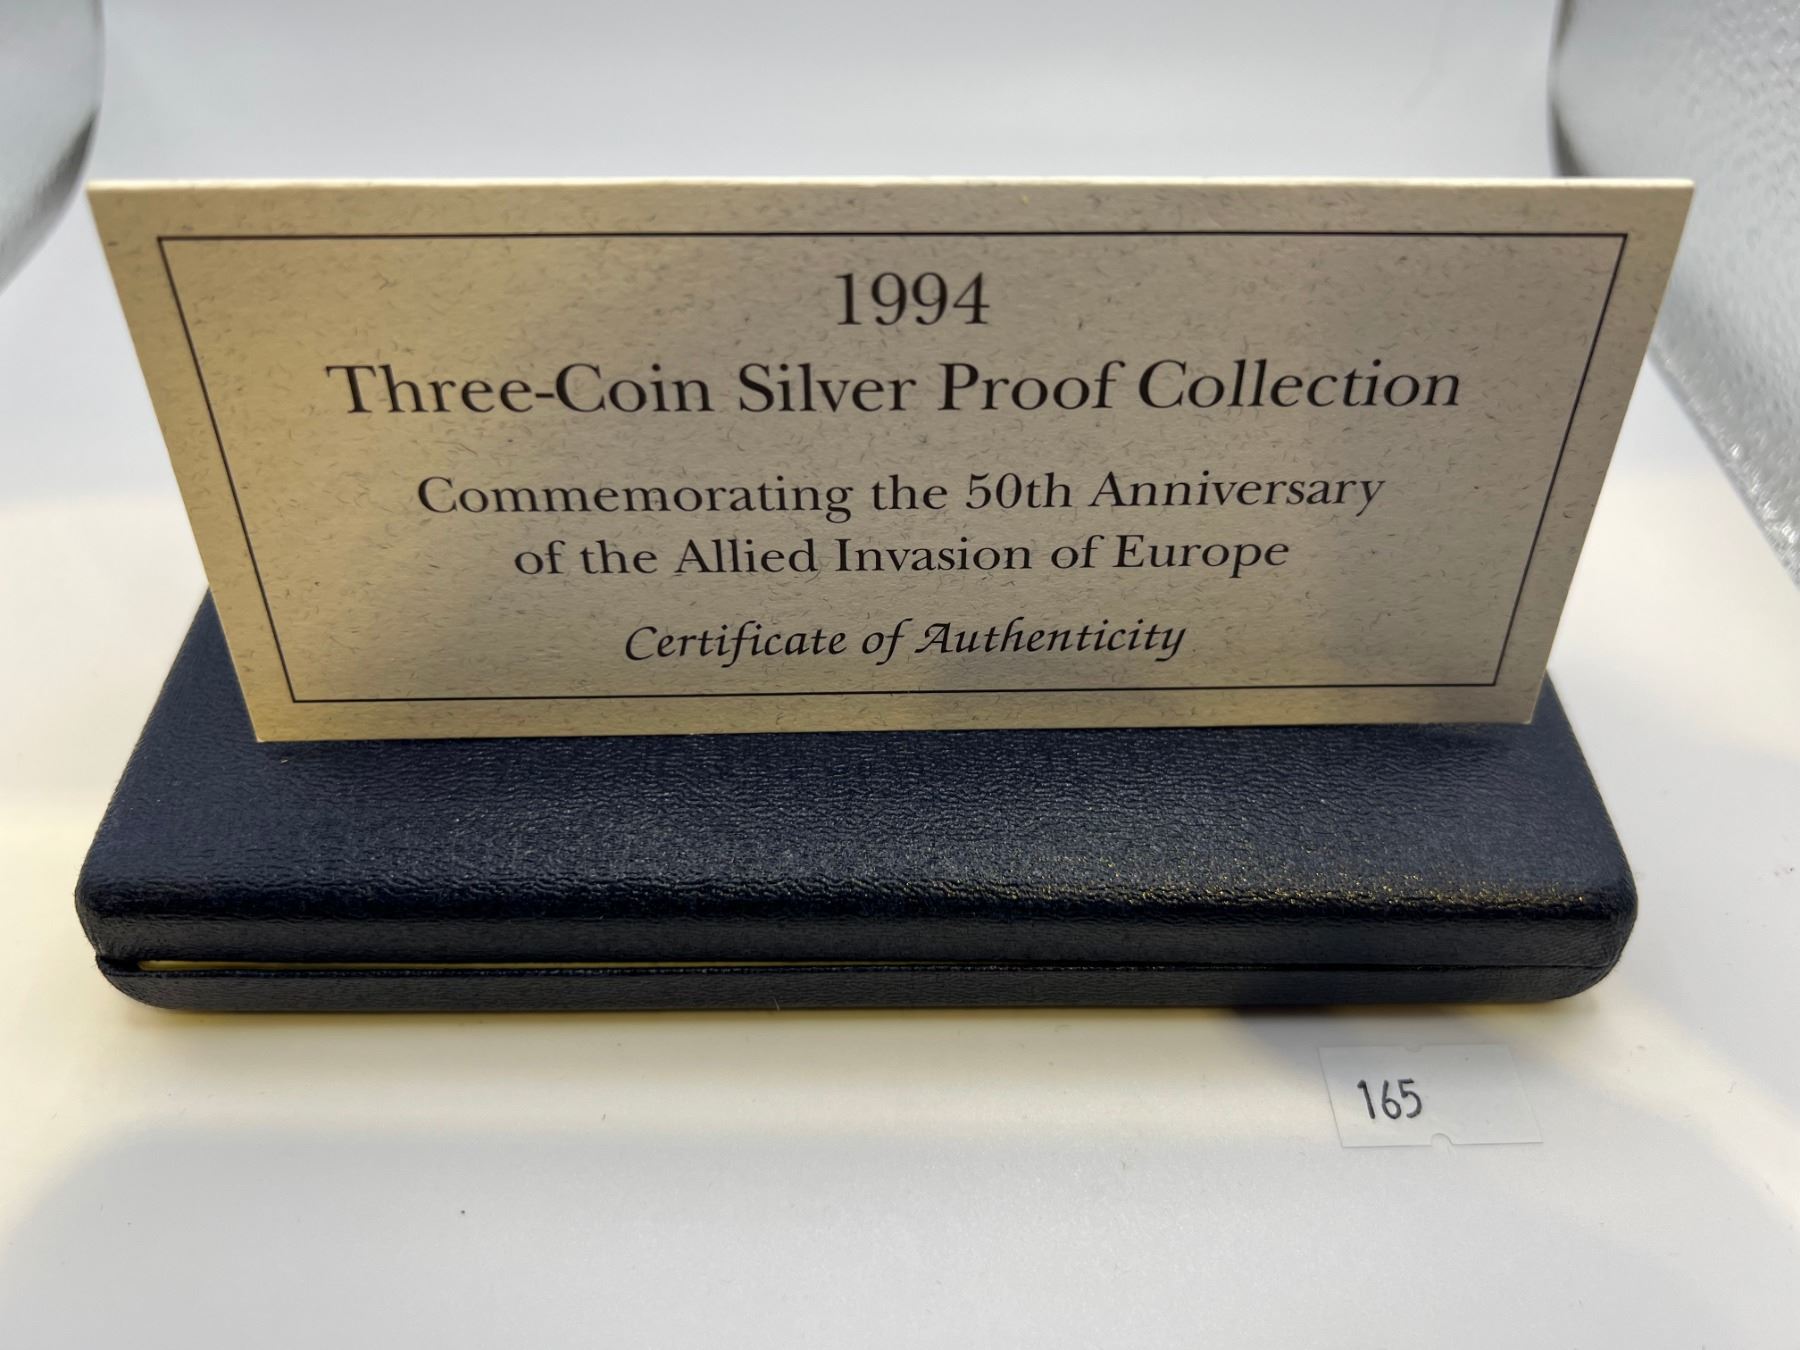 1994
Three-Coin Silver Proof Collection
Commemorating the 50th Anniversary
of the Allied Invasion of Europe
Certificate of Authenticity
165